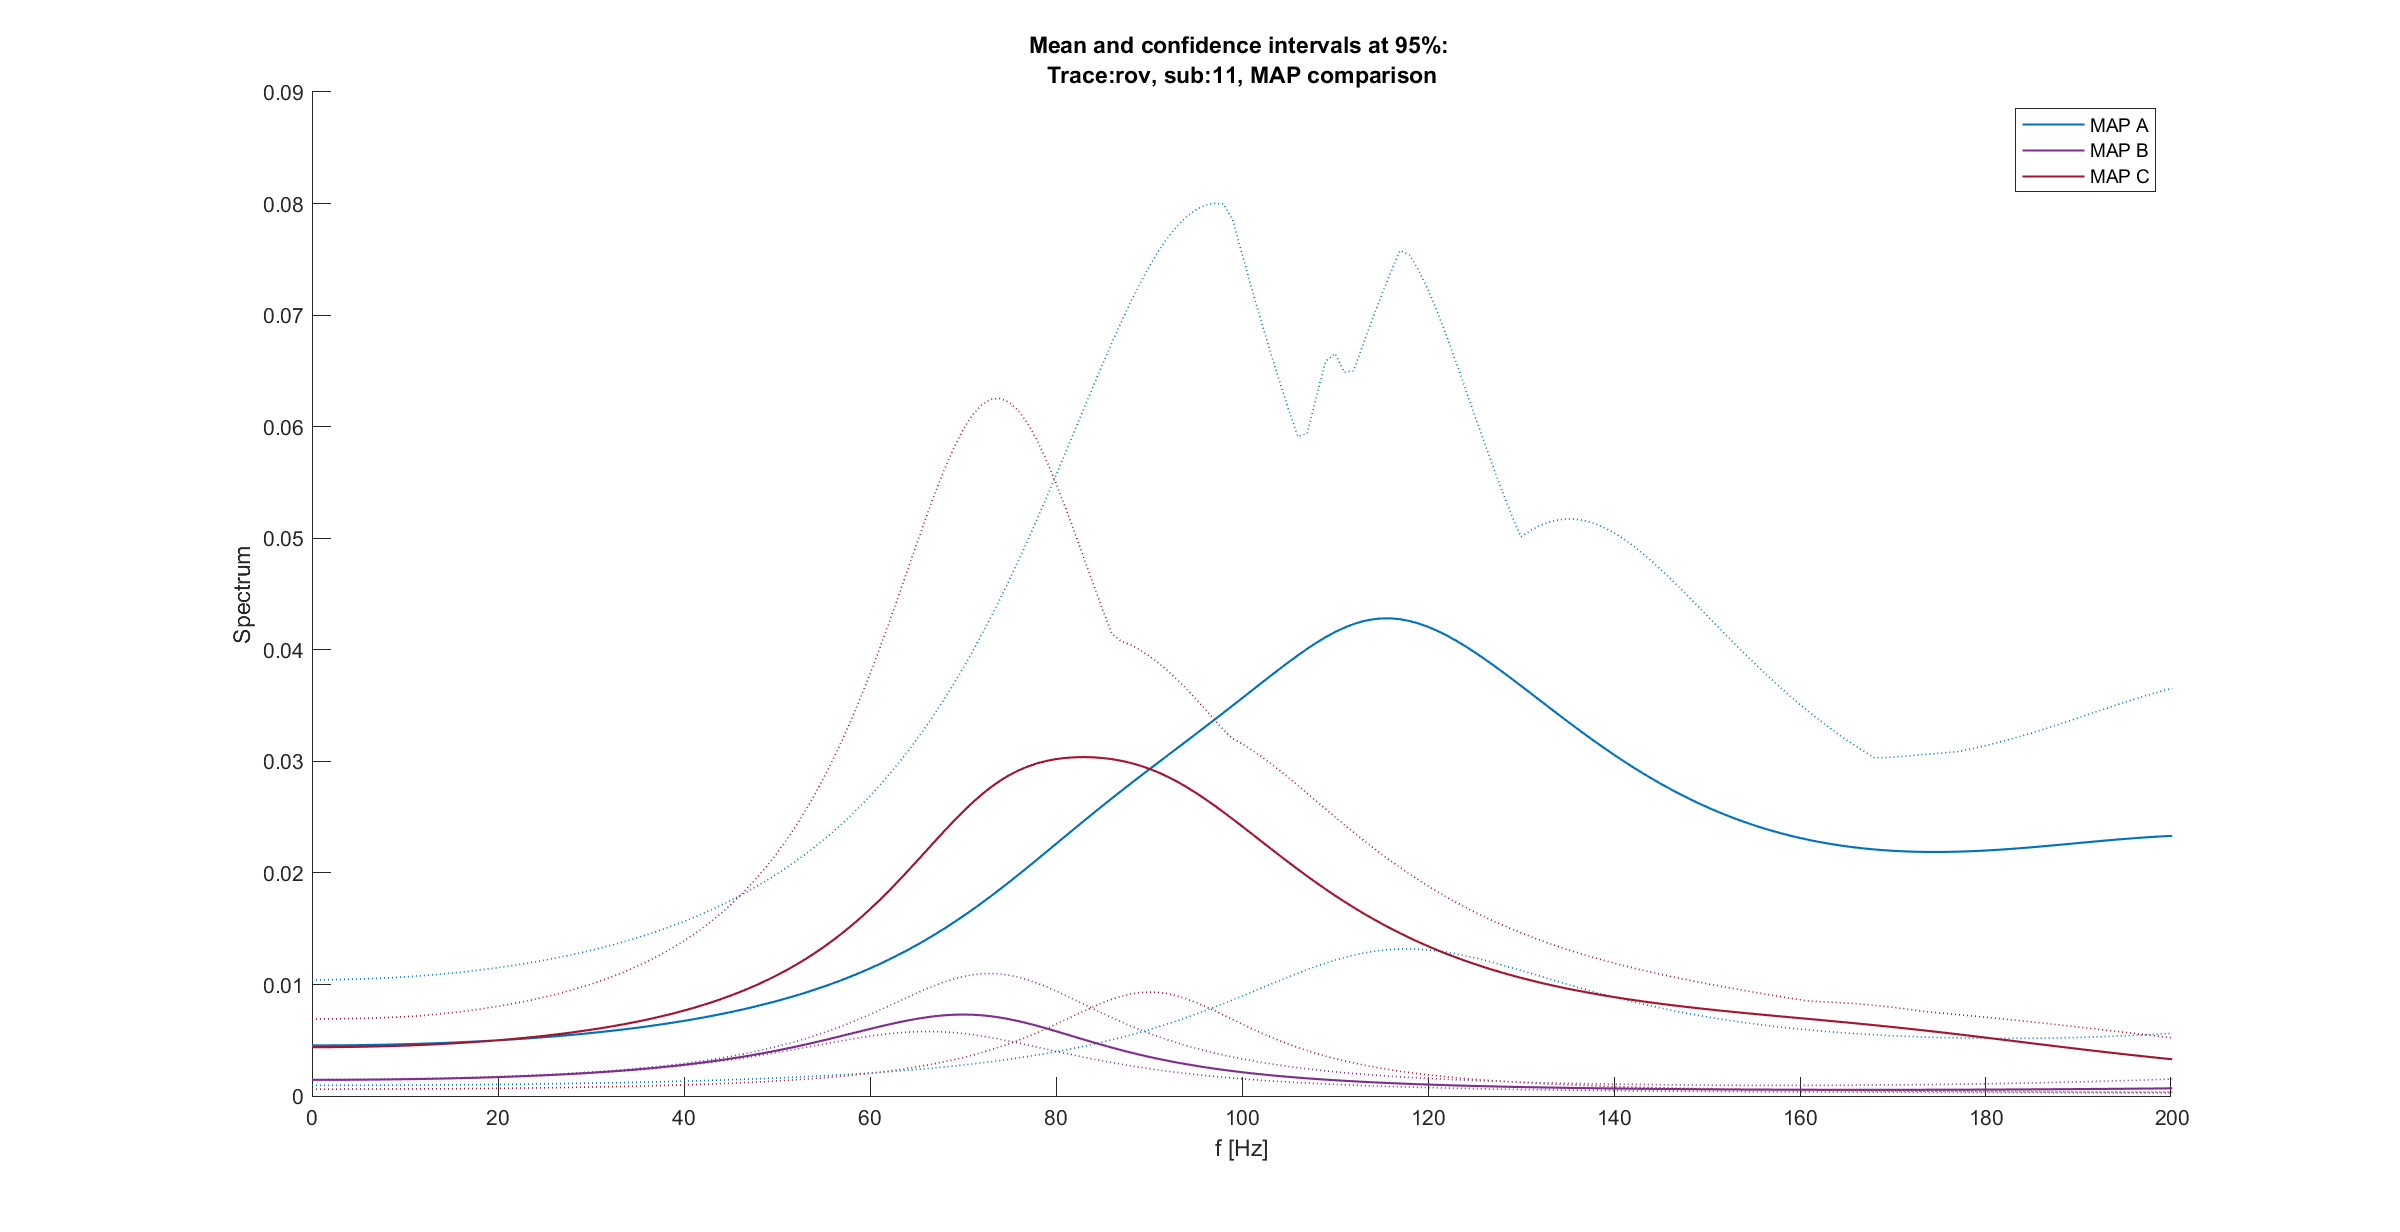 Mean and confidence intervals at 95%:
Trace:rov, sub:11, MAP comparison
MAP A
MAP B
MAP C
0.09
0.08
0.07
0.06
0.05
0.04
0.03
0.02
0.01
0
Spectrum
0 20 40 60 80 100 120 140 160 180 200
f [Hz]